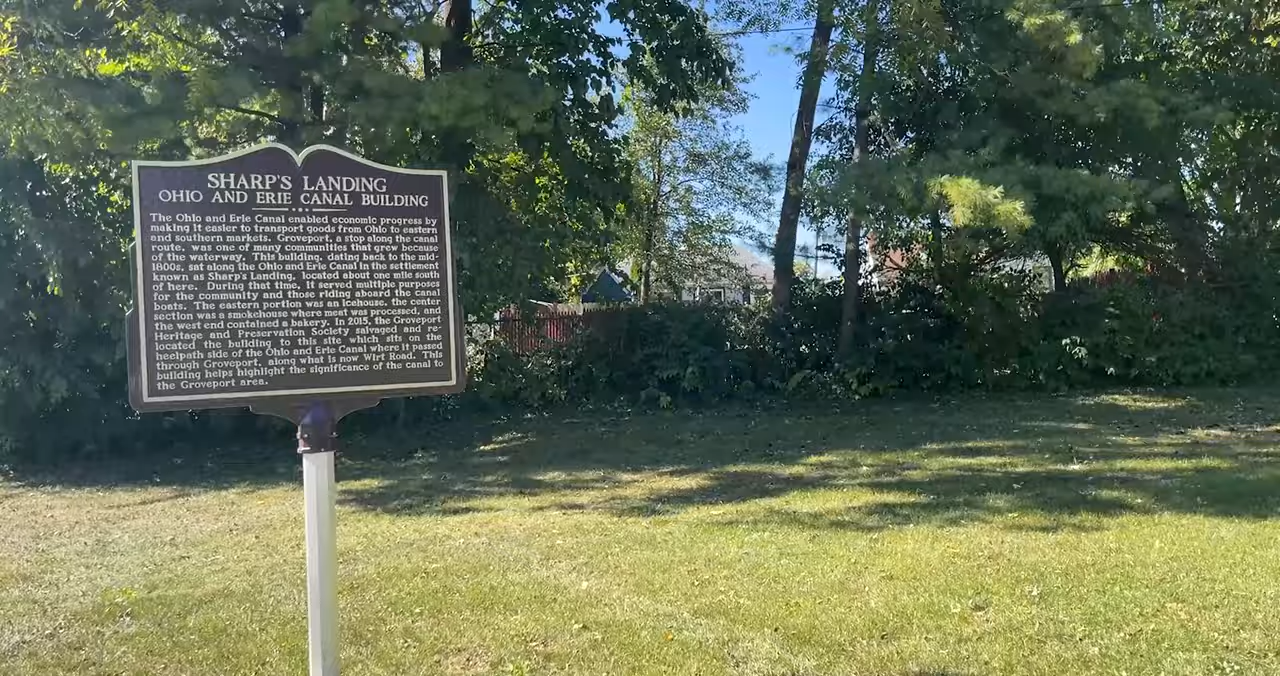 SHARP'S LANDING
OHIO AND ERIE CANAL BUILDING
The Ohio and Erie Canal enabled economic progress by
making it easier to transport goods from Ohio to eastern
and southern markets. Groveport, a stop along the canal
route, was one of many communities that grew because
of the waterway. This building, dating back to the mid-
1800s, sat along the Ohio and Erie Canal in the settlement
known as Sharp's Landing, located about one mile south
of here. During that time, it served multiple purposes
for the community and those riding aboard the canal
boats. The eastern portion was an icehouse, the center
section was a smokehouse where meat was processed, and
the west end contained a bakery. In 2015, the Groveport
Heritage and Preservation Society salvaged and re-
located the building to this site which sits on the
heelpath side of the Ohio and Erie Canal where it passed
through Groveport, along what is now Wirt Road. This
building helps highlight the significance of the canal to
the Groveport area.